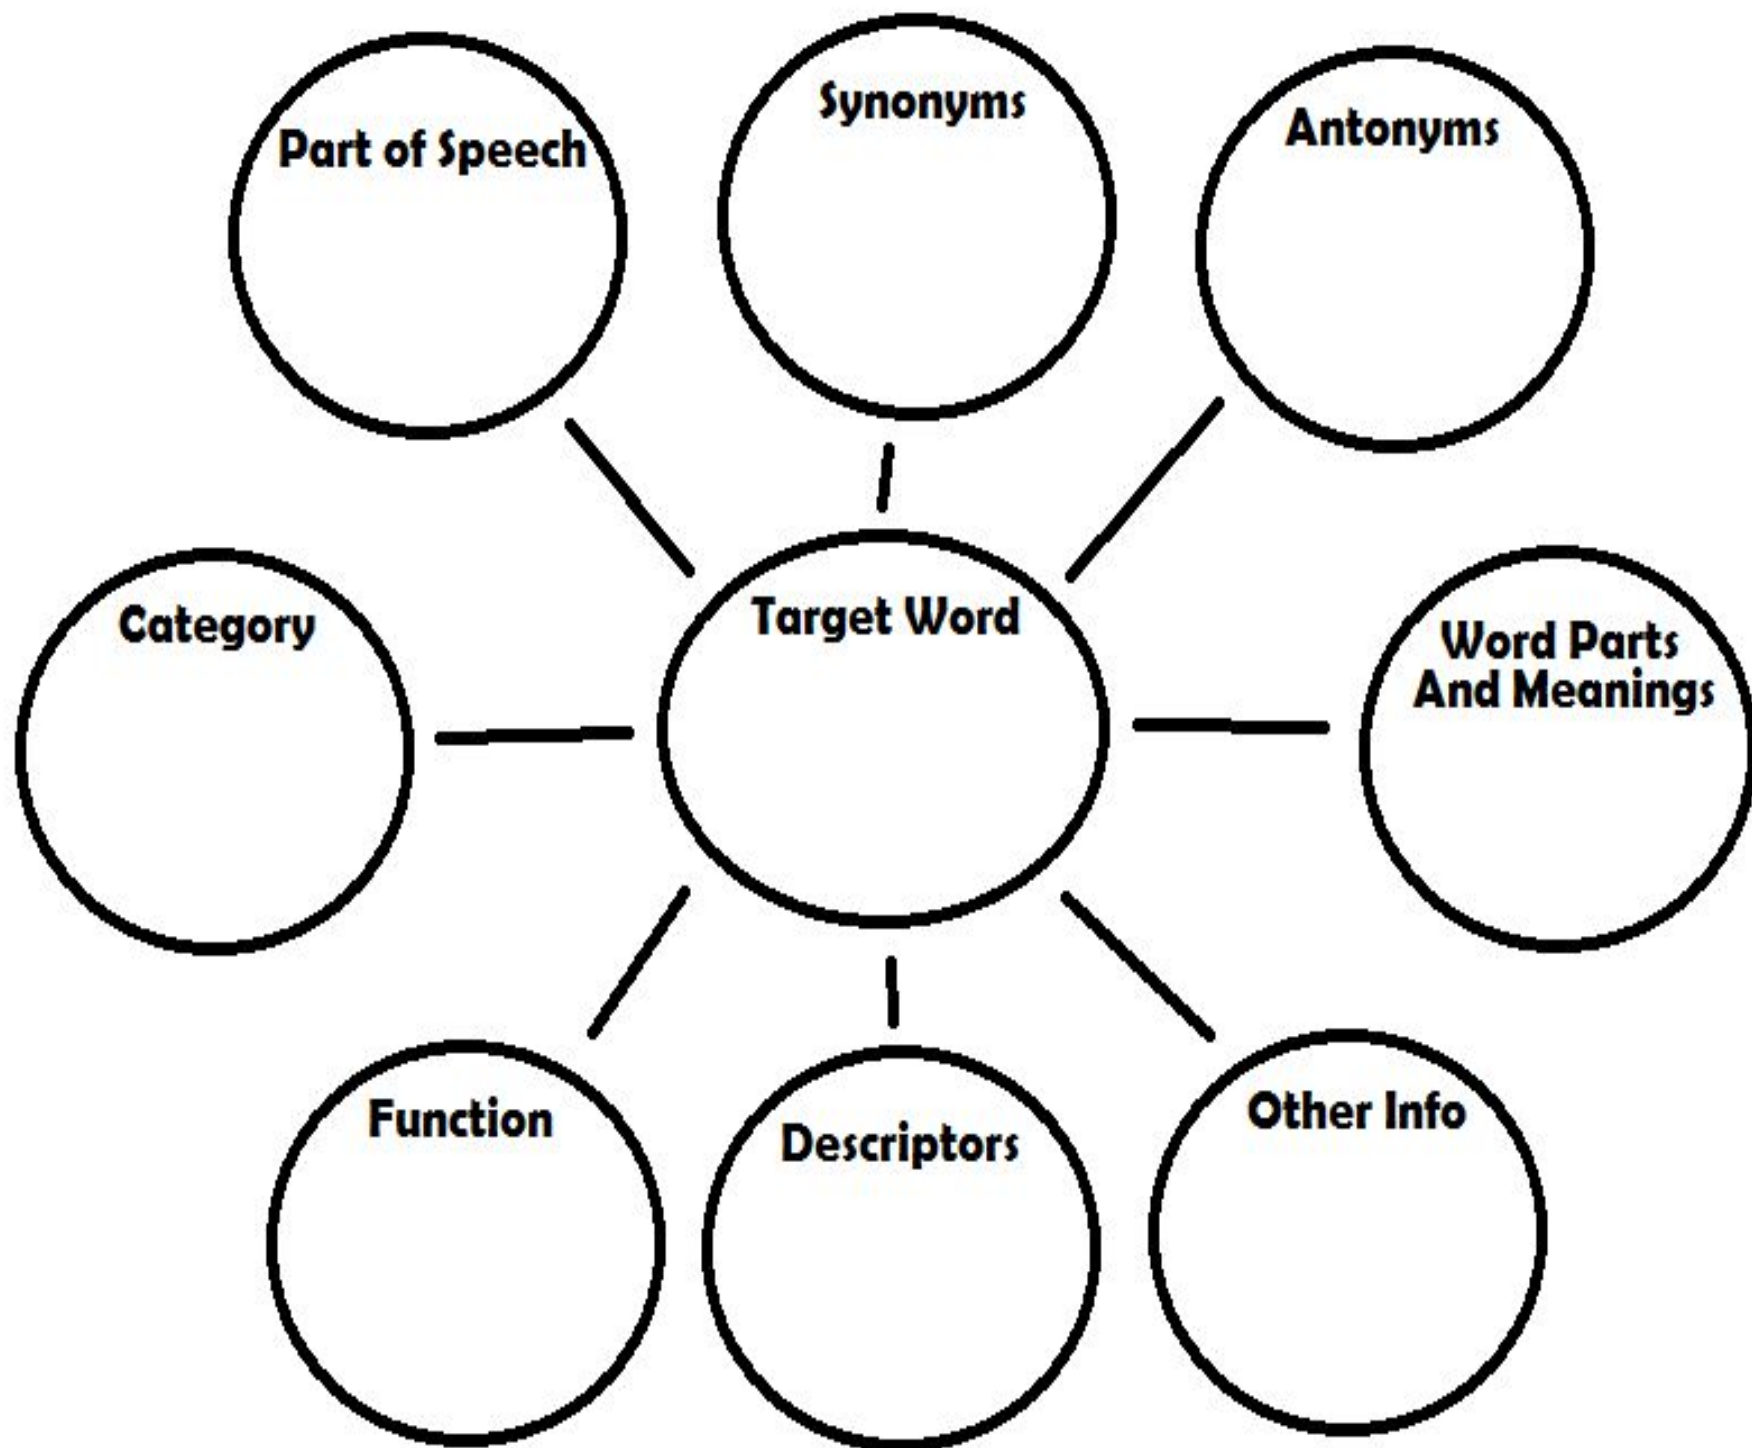 Part of Speech
Synonyms
Antonyms
Category
Target Word
Word Parts
And Meanings
Function
Descriptors
Other Info